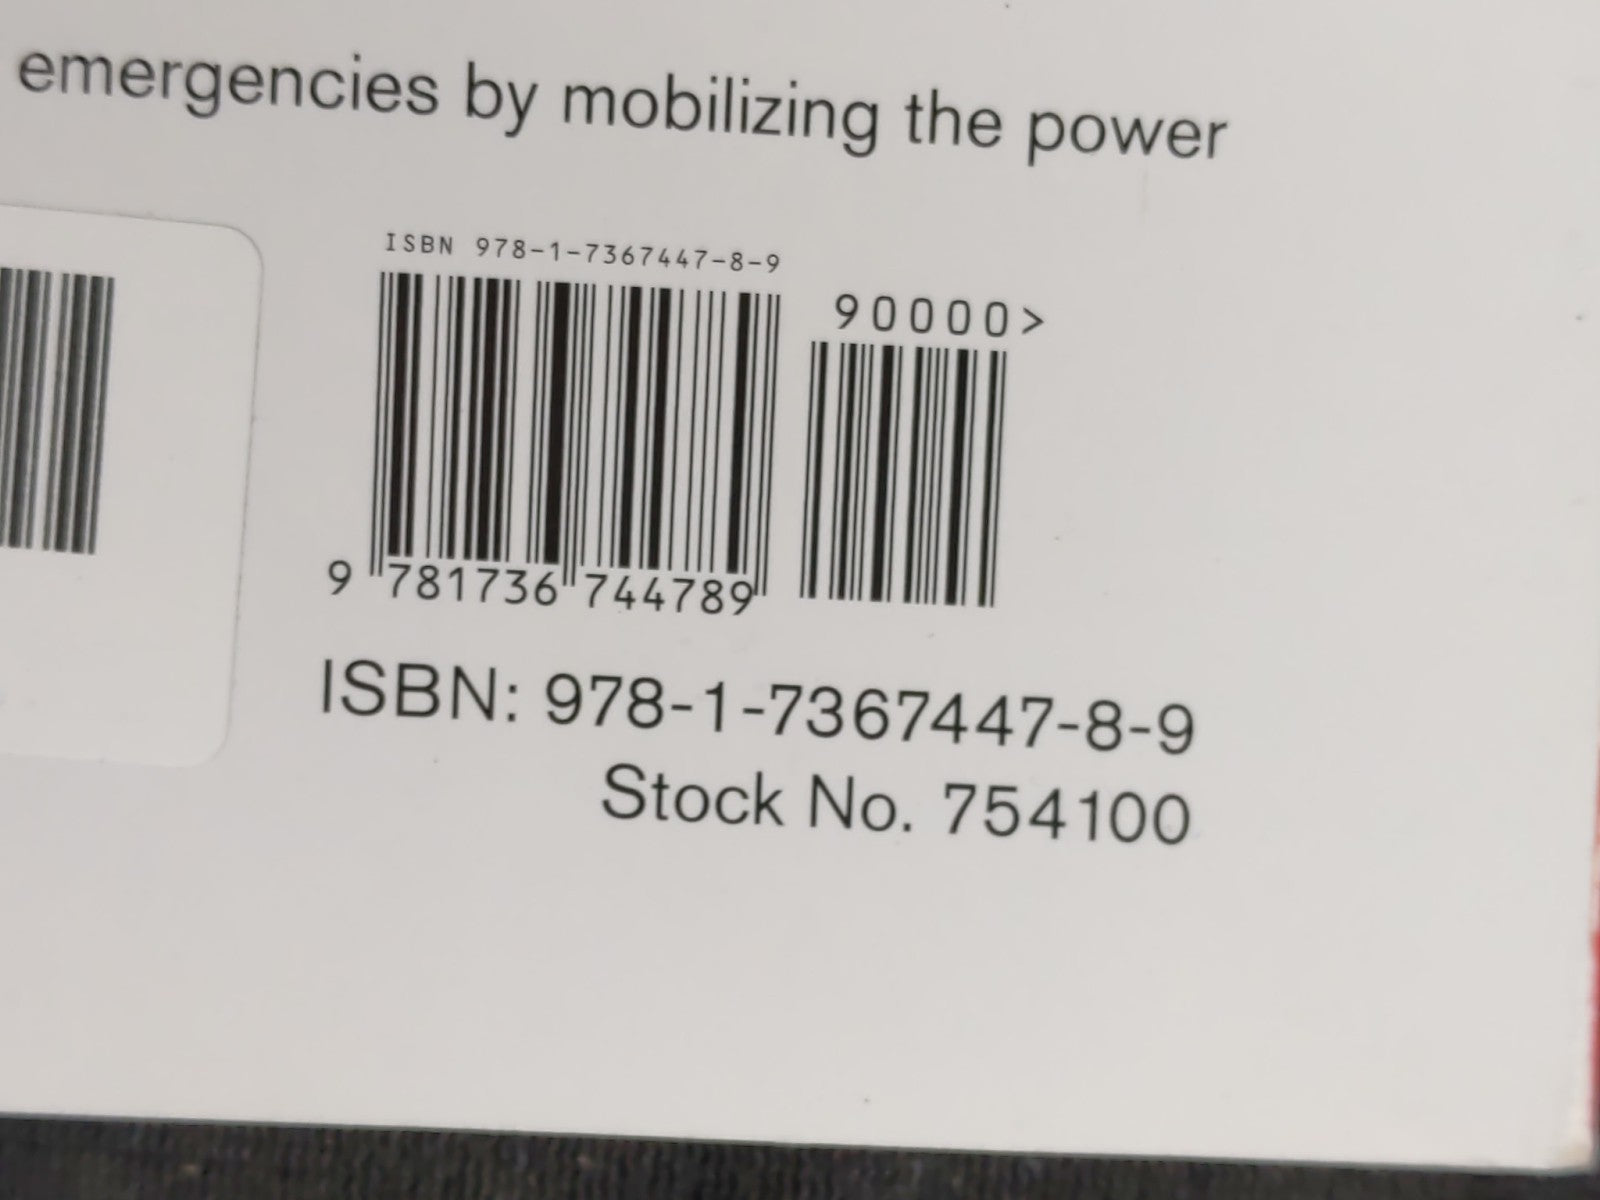 emergencies by mobilizing the power
ISBN 978-1-7367447-8-9
90000>
9 781736 744789
ISBN: 978-1-7367447-8-9
Stock No. 754100